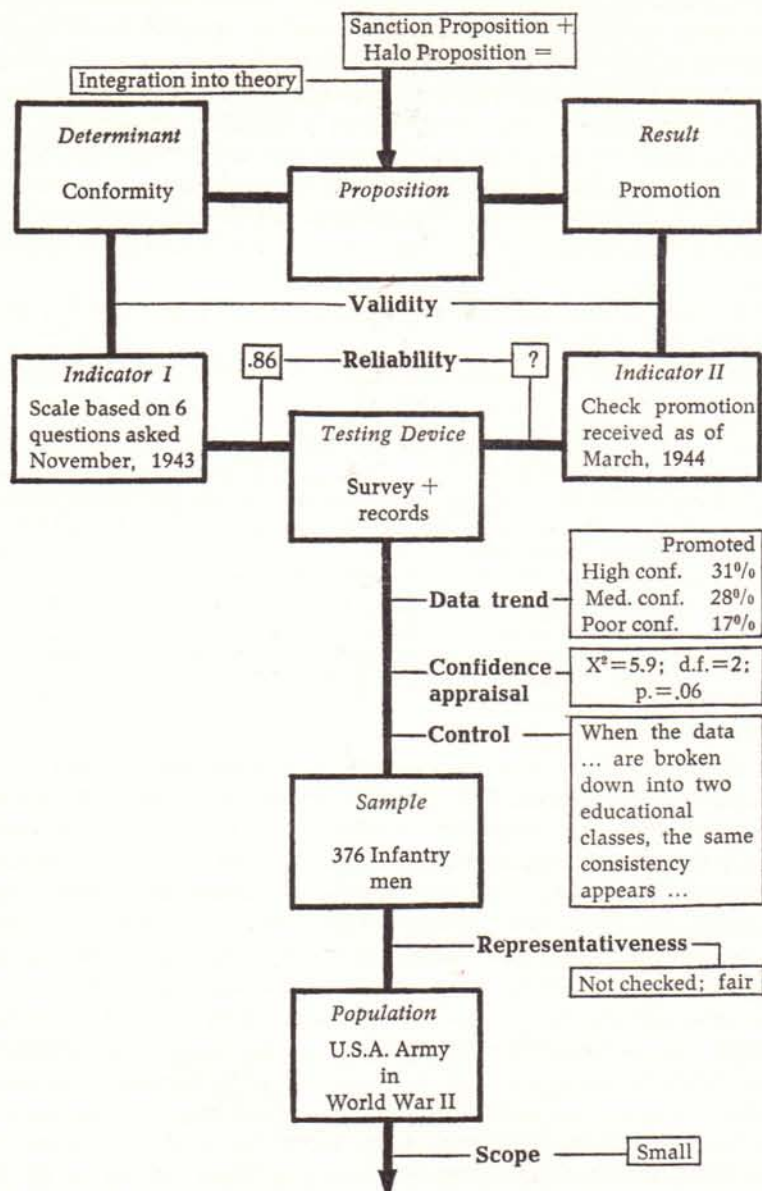 Sanction Proposition +
Halo Proposition =
Integration into theory
Determinant
Conformity
Proposition
Result
Promotion
Validity
.86
Reliability
?
Indicator I
Scale based on 6
questions asked
November, 1943
Testing Device
Survey +
records
Indicator II
Check promotion
received as of
March, 1944
Data trend
Promoted
High conf. 31%
Med. conf. 28%
Poor conf. 17%
Confidence
appraisal
X²=5.9; d.f.=2;
p.=.06
Control
When the data
... are broken
down into two
educational
classes, the same
consistency
appears ...
Sample
376 Infantry
men
Representativeness
Not checked; fair
Population
U.S.A. Army
in
World War II
Scope
Small